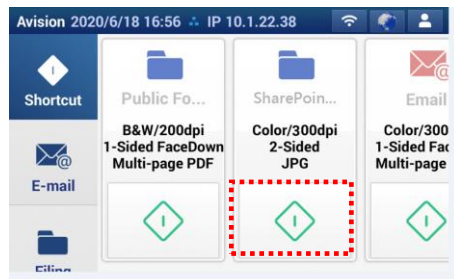 Avision 2020/6/18 16:56 IP 10.1.22.38
Shortcut
E-mail
Filing
Public Fo...
B&W/200dpi
1-Sided FaceDown
Multi-page PDF
SharePoin...
Color/300dpi
2-Sided
JPG
Email
Color/300
1-Sided Fac
Multi-page